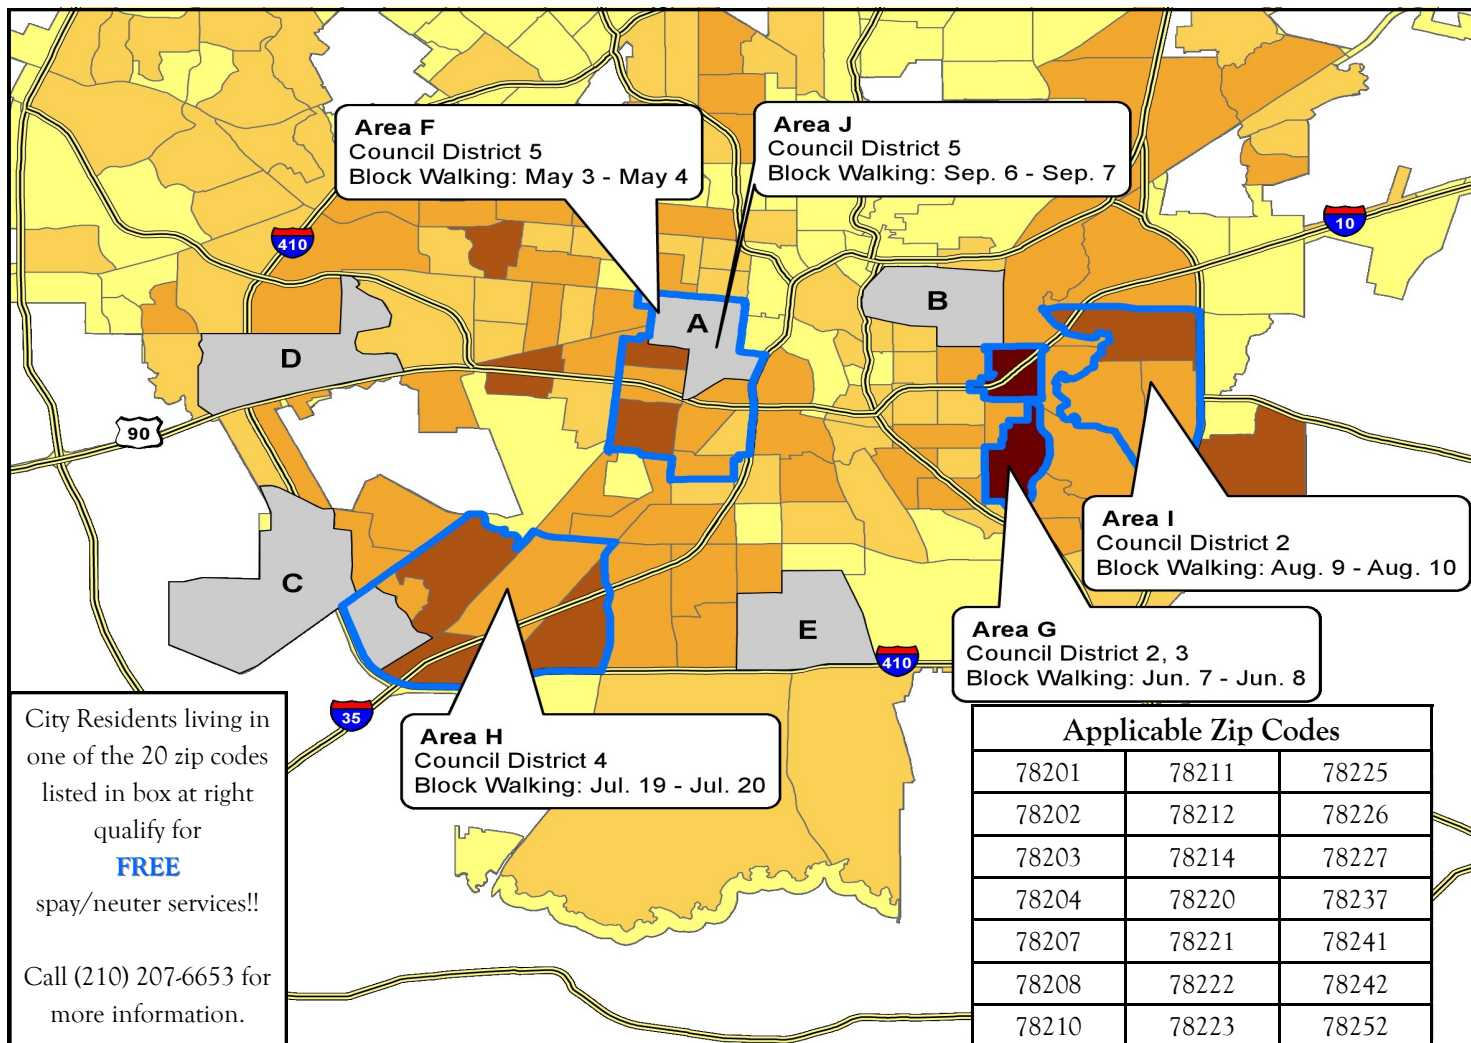 Area F
Council District 5
Block Walking: May 3 - May 4
Area J
Council District 5
Block Walking: Sep. 6 - Sep. 7
410
10
B
A
D
90
Area I
Council District 2
Block Walking: Aug. 9 - Aug. 10
C
E
Area G
Council District 2, 3
Block Walking: Jun. 7 - Jun. 8
410
35
Area H
Council District 4
Block Walking: Jul. 19 - Jul. 20
City Residents living in
one of the 20 zip codes
listed in box at right
qualify for
FREE
spay/neuter services!!
Call (210) 207-6653 for
more information.
Applicable Zip Codes
78201 78211 78225
78202 78212 78226
78203 78214 78227
78204 78220 78237
78207 78221 78241
78208 78222 78242
78210 78223 78252